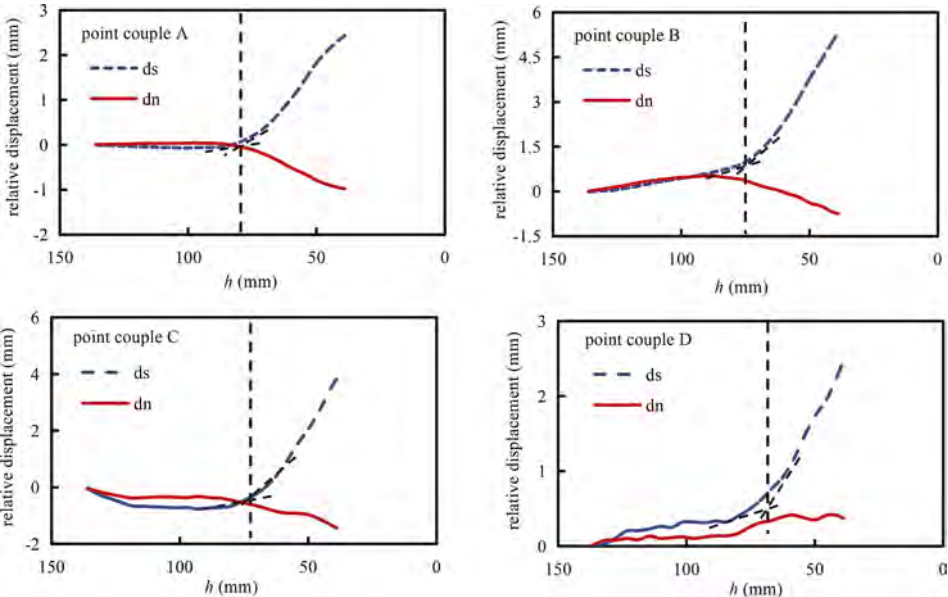 3
2
1
0
-1
-2
150
100
50
0
relative displacement (mm)
h (mm)
point couple A
ds
dn
6
4.5
3
1.5
0
-1.5
150
100
50
0
relative displacement (mm)
h (mm)
point couple B
ds
dn
6
4
2
0
-2
150
100
50
0
relative displacement (mm)
h (mm)
point couple C
ds
dn
3
2
1
0
150
100
50
0
relative displacement (mm)
h (mm)
point couple D
ds
dn